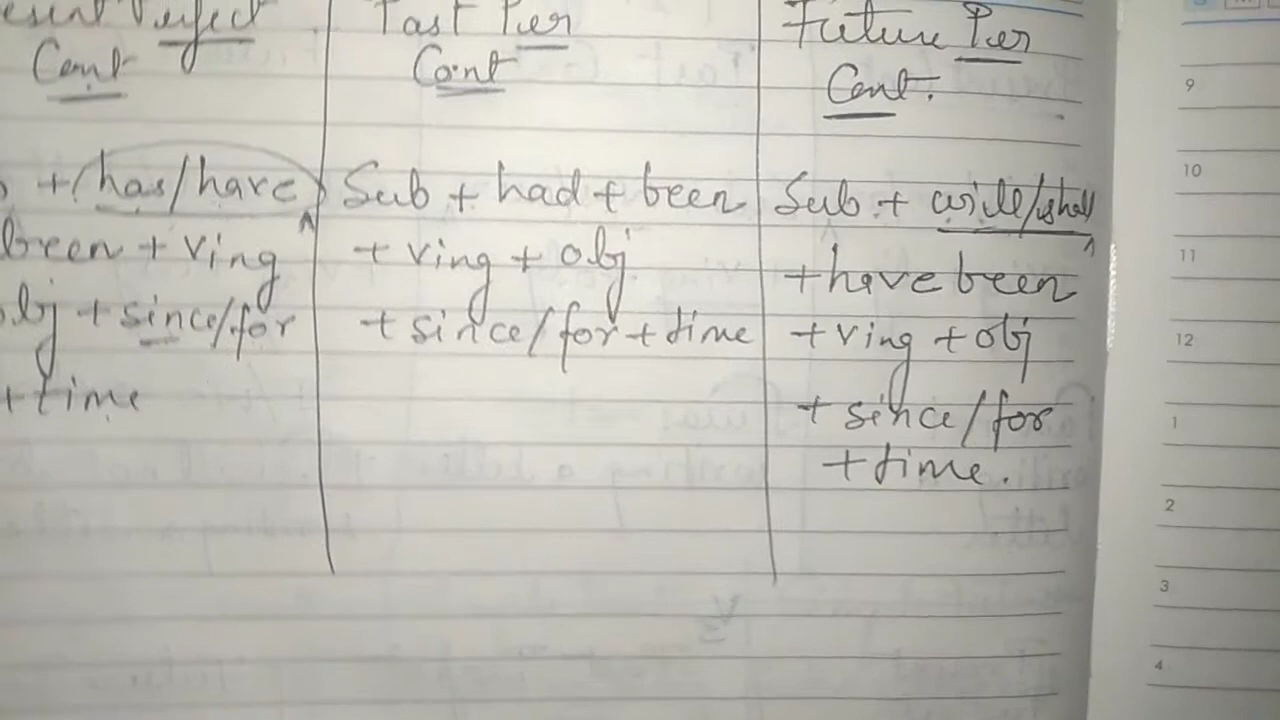 Perfect Past Per Future Per
Cont Cont Cont.
+ (has/have) Sub + had + been Sub + will/shall
been + ving + ving + obj + have been
+ since/for + since/for + time + ving + obj
+ time + since/for
+ time.
9
10
11
12
1
2
3
4